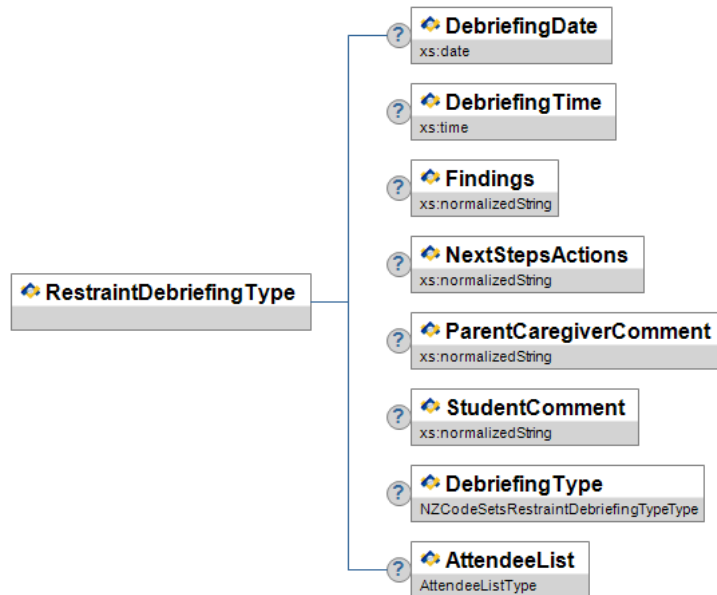 ?
DebriefingDate
xs:date
?
DebriefingTime
xs:time
?
Findings
xs:normalizedString
?
NextStepsActions
xs:normalizedString
RestraintDebriefingType
?
ParentCaregiverComment
xs:normalizedString
?
StudentComment
xs:normalizedString
?
DebriefingType
NZCodeSetsRestraintDebriefingTypeType
?
AttendeeList
AttendeeListType